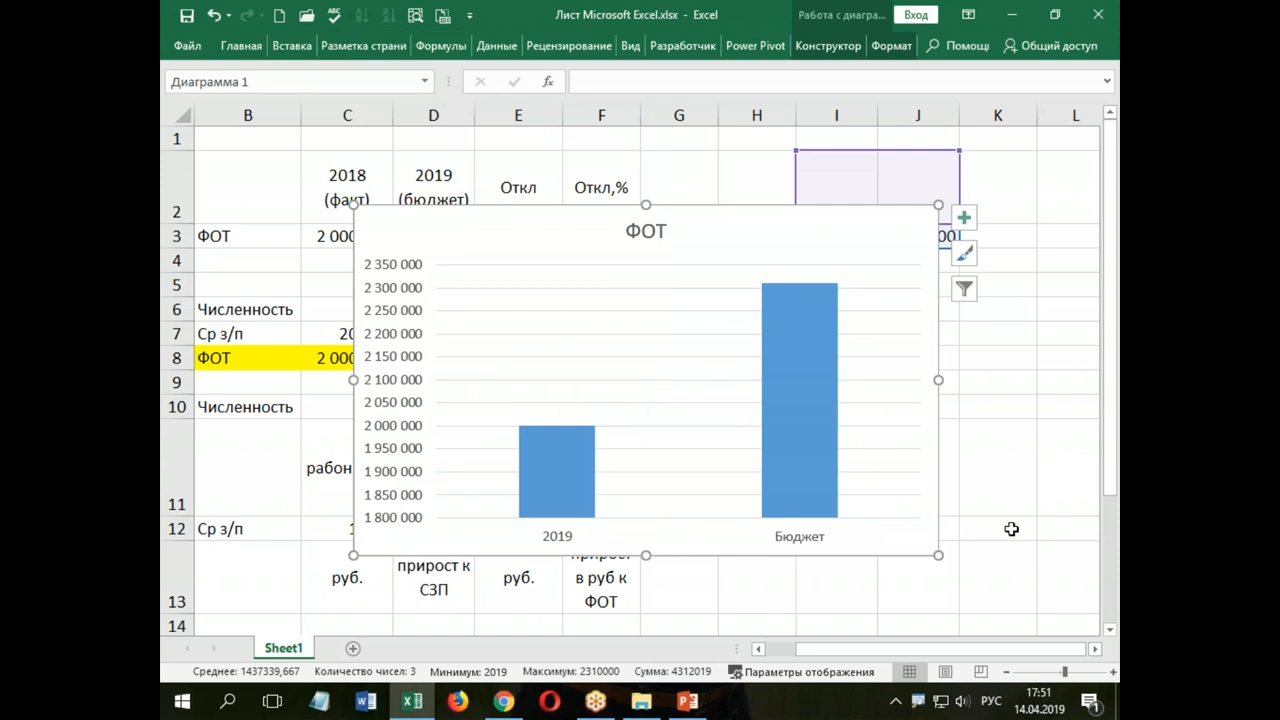 Лист Microsoft Excel.xlsx - Excel
Работа с диагра...
Вход
Файл Главная Вставка Разметка страни Формулы Данные Рецензирование Вид Разработчик Power Pivot Конструктор Формат Помощі Общий доступ
Диаграмма 1
fx
B C D E F G H I J K L
1
2
2018 (факт)
2019 (бюджет)
Откл
Откл,%
3 ФОТ 2 000
00
4
5
6 Численность
7 Ср з/п 20
8 ФОТ 2 000
9
10 Численность
11 рабон
12 Ср з/п 1
13 руб.
прирост к
СЗП
руб.
прирост
в руб к
ФОТ
14
ФОТ
2 350 000
2 300 000
2 250 000
2 200 000
2 150 000
2 100 000
2 050 000
2 000 000
1 950 000
1 900 000
1 850 000
1 800 000
2019 Бюджет
Sheet1
Среднее: 1437339,667 Количество чисел: 3 Минимум: 2019 Максимум: 2310000 Сумма: 4312019 Параметры отображения
РУС
17:51
14.04.2019
1